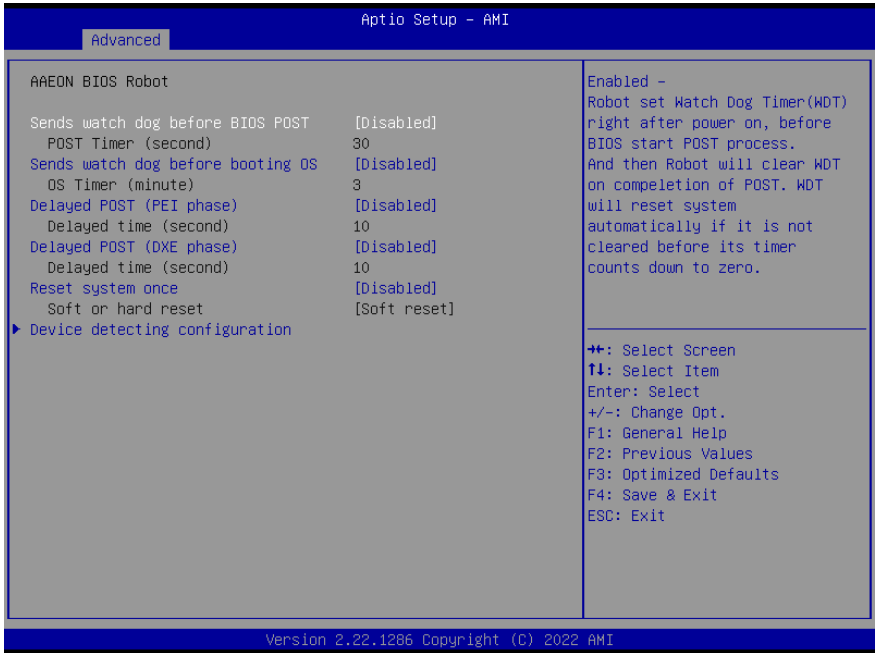 Aptio Setup – AMI
Advanced
AAEON BIOS Robot
Sends watch dog before BIOS POST [Disabled]
POST Timer (second) 30
Sends watch dog before booting OS [Disabled]
OS Timer (minute) 3
Delayed POST (PEI phase) [Disabled]
Delayed time (second) 10
Delayed POST (DXE phase) [Disabled]
Delayed time (second) 10
Reset system once [Disabled]
Soft or hard reset [Soft reset]
Device detecting configuration
Enabled –
Robot set Watch Dog Timer(WDT)
right after power on, before
BIOS start POST process.
And then Robot will clear WDT
on compeletion of POST. WDT
will reset system
automatically if it is not
cleared before its timer
counts down to zero.
→←: Select Screen
↑↓: Select Item
Enter: Select
+/-: Change Opt.
F1: General Help
F2: Previous Values
F3: Optimized Defaults
F4: Save & Exit
ESC: Exit
Version 2.22.1286 Copyright (C) 2022 AMI